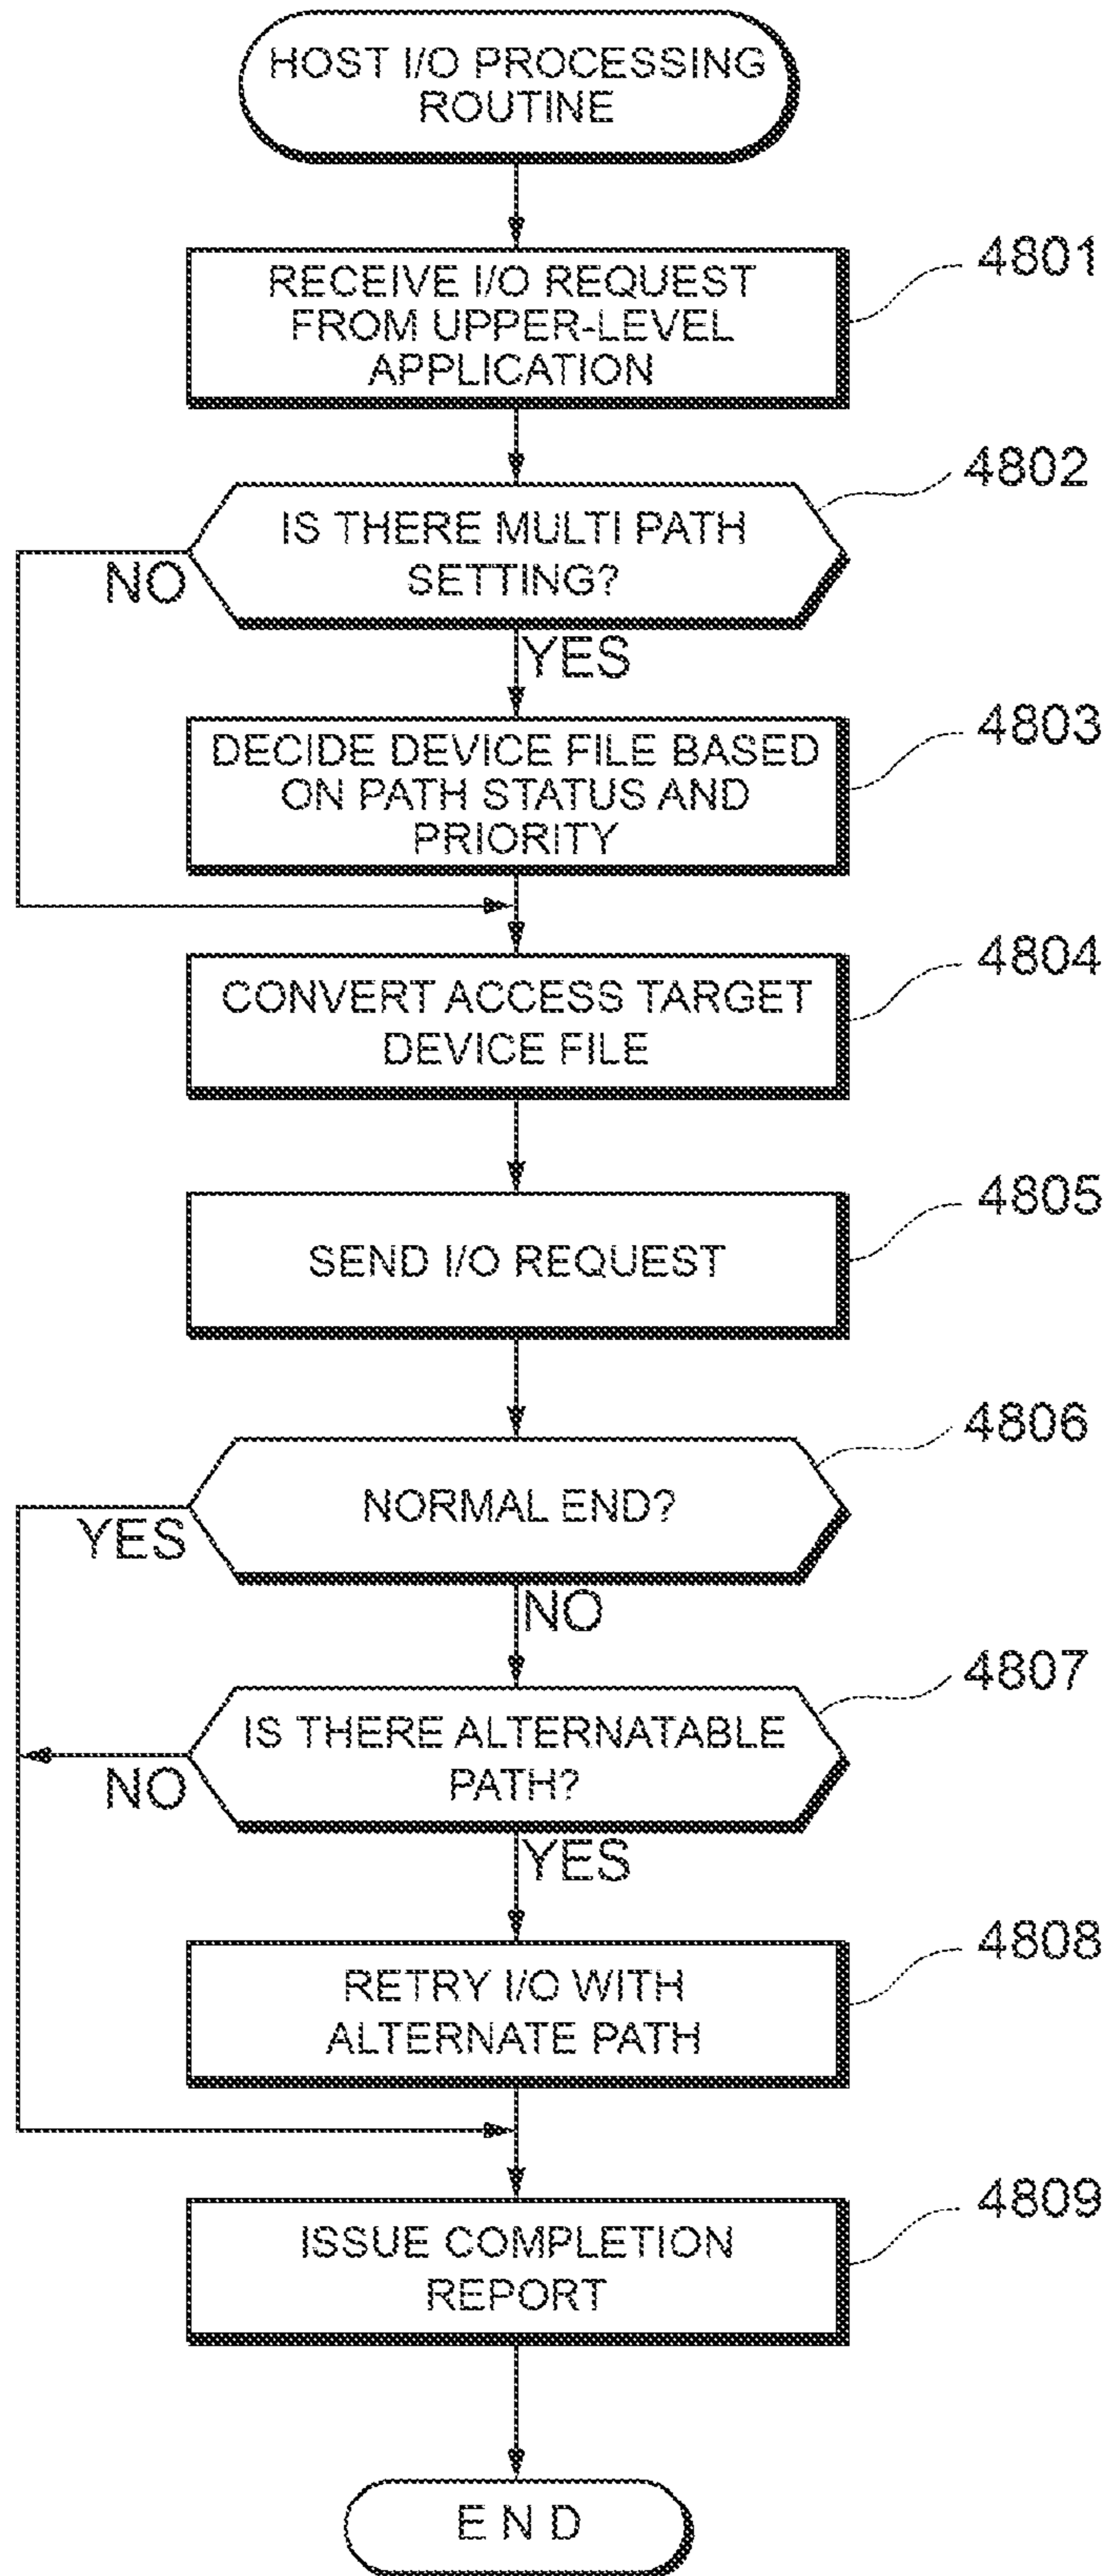 HOST I/O PROCESSING
ROUTINE
RECEIVE I/O REQUEST
FROM UPPER-LEVEL
APPLICATION
4801
IS THERE MULTI PATH
SETTING?
4802
NO
YES
DECIDE DEVICE FILE BASED
ON PATH STATUS AND
PRIORITY
4803
CONVERT ACCESS TARGET
DEVICE FILE
4804
SEND I/O REQUEST
4805
NORMAL END?
4806
YES
NO
IS THERE ALTERNATABLE
PATH?
4807
NO
YES
RETRY I/O WITH
ALTERNATE PATH
4808
ISSUE COMPLETION
REPORT
4809
E N D